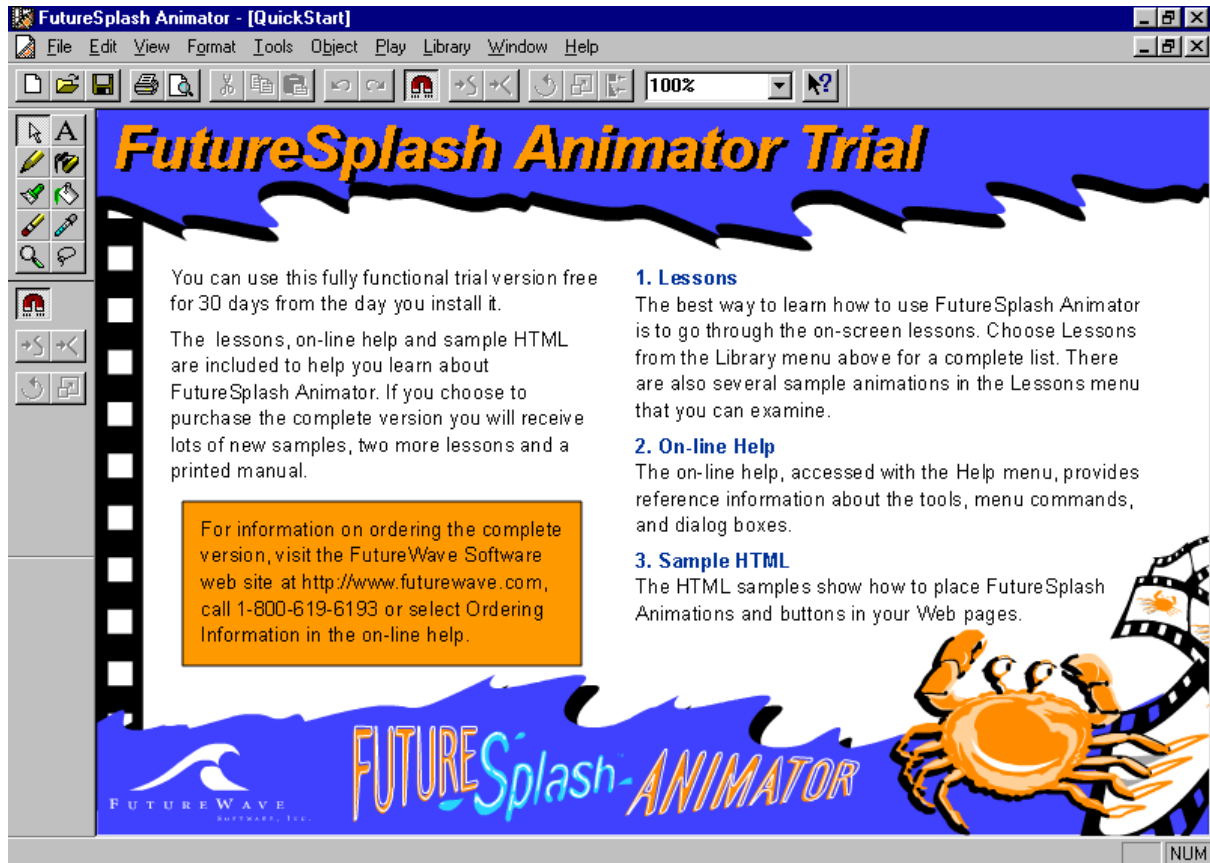 FutureSplash Animator - [QuickStart]
File Edit View Format Tools Object Play Library Window Help
100%
A
FutureSplash Animator Trial
You can use this fully functional trial version free
for 30 days from the day you install it.
The lessons, on-line help and sample HTML
are included to help you learn about
FutureSplash Animator. If you choose to
purchase the complete version you will receive
lots of new samples, two more lessons and a
printed manual.
For information on ordering the complete
version, visit the FutureWave Software
web site at http://www.futurewave.com,
call 1-800-619-6193 or select Ordering
Information in the on-line help.
1. Lessons
The best way to learn how to use FutureSplash Animator
is to go through the on-screen lessons. Choose Lessons
from the Library menu above for a complete list. There
are also several sample animations in the Lessons menu
that you can examine.
2. On-line Help
The on-line help, accessed with the Help menu, provides
reference information about the tools, menu commands,
and dialog boxes.
3. Sample HTML
The HTML samples show how to place FutureSplash
Animations and buttons in your Web pages.
FUTUREWAVE
SOFTWARE, INC.
FUTURESplash-ANIMATOR
NUM